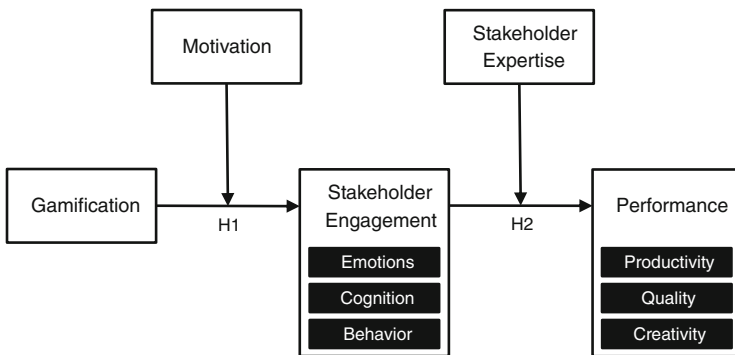 Motivation
Stakeholder
Expertise
Gamification
H1
Stakeholder
Engagement
Emotions
Cognition
Behavior
H2
Performance
Productivity
Quality
Creativity